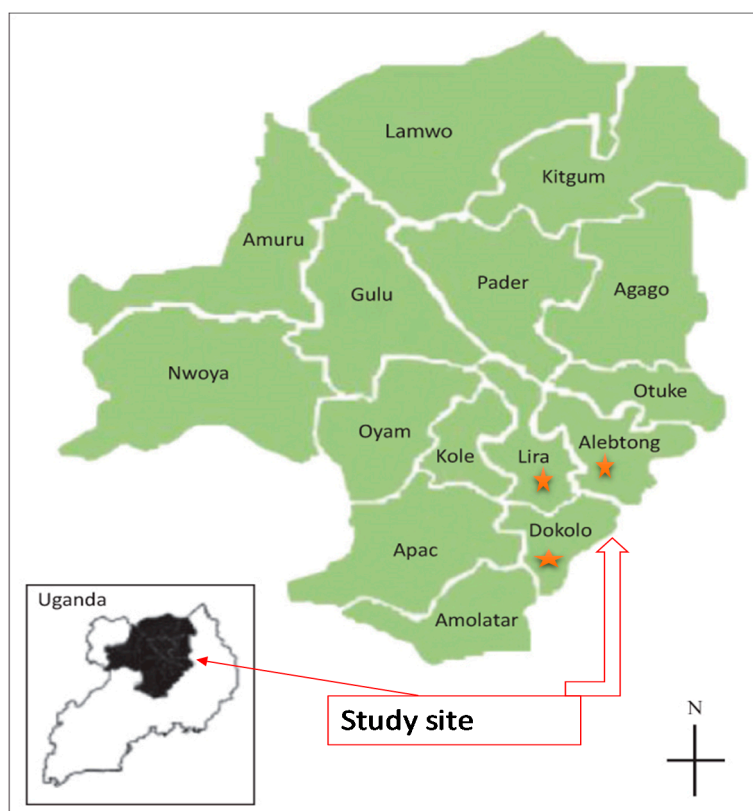 Lamwo
Kitgum
Amuru
Gulu
Pader
Agago
Nwoya
Otuke
Oyam
Kole
Lira
Alebtong
Dokolo
Apac
Amolatar
Uganda
Study site
N